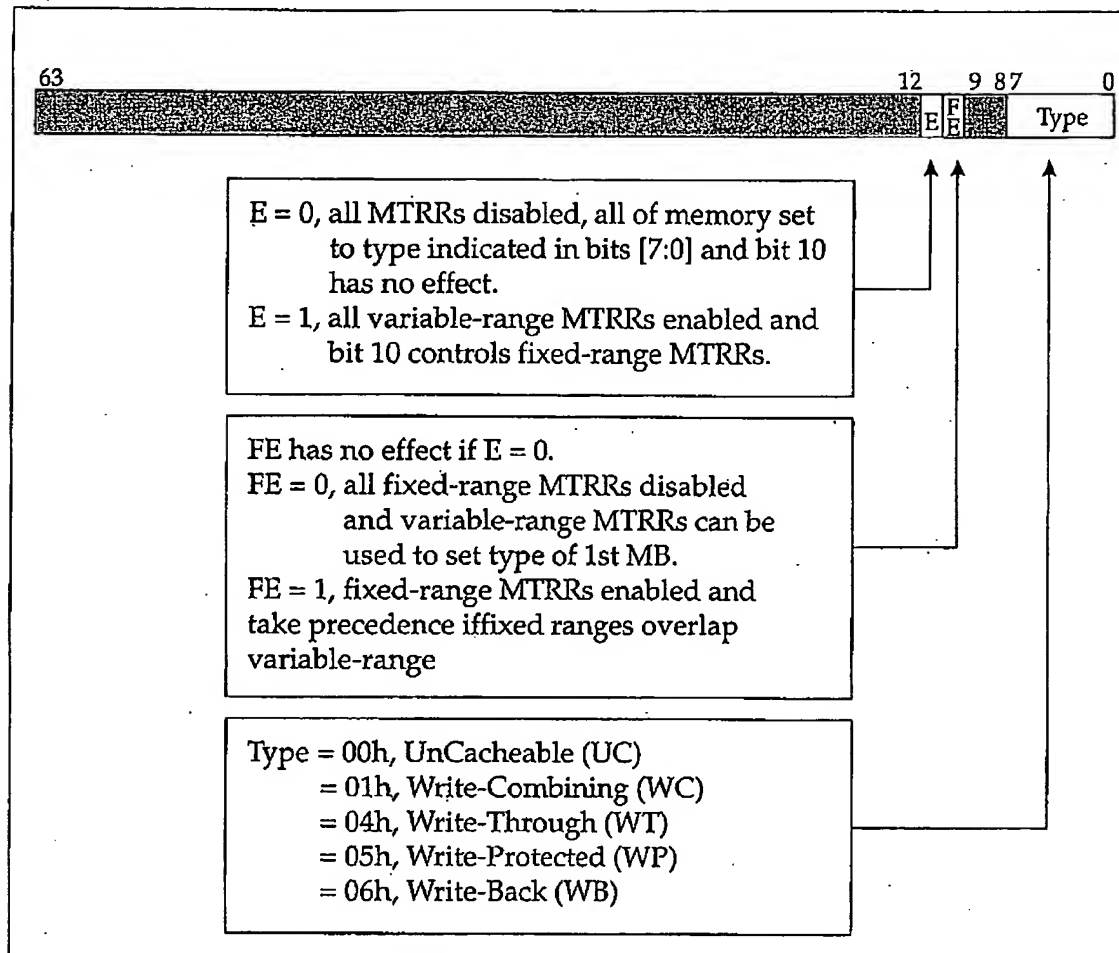 63 12 9 8 7 0
E F E Type
E = 0, all MTRRs disabled, all of memory set
to type indicated in bits [7:0] and bit 10
has no effect.
E = 1, all variable-range MTRRs enabled and
bit 10 controls fixed-range MTRRs.
FE has no effect if E = 0.
FE = 0, all fixed-range MTRRs disabled
and variable-range MTRRs can be
used to set type of 1st MB.
FE = 1, fixed-range MTRRs enabled and
take precedence iffixed ranges overlap
variable-range
Type = 00h, UnCacheable (UC)
= 01h, Write-Combining (WC)
= 04h, Write-Through (WT)
= 05h, Write-Protected (WP)
= 06h, Write-Back (WB)